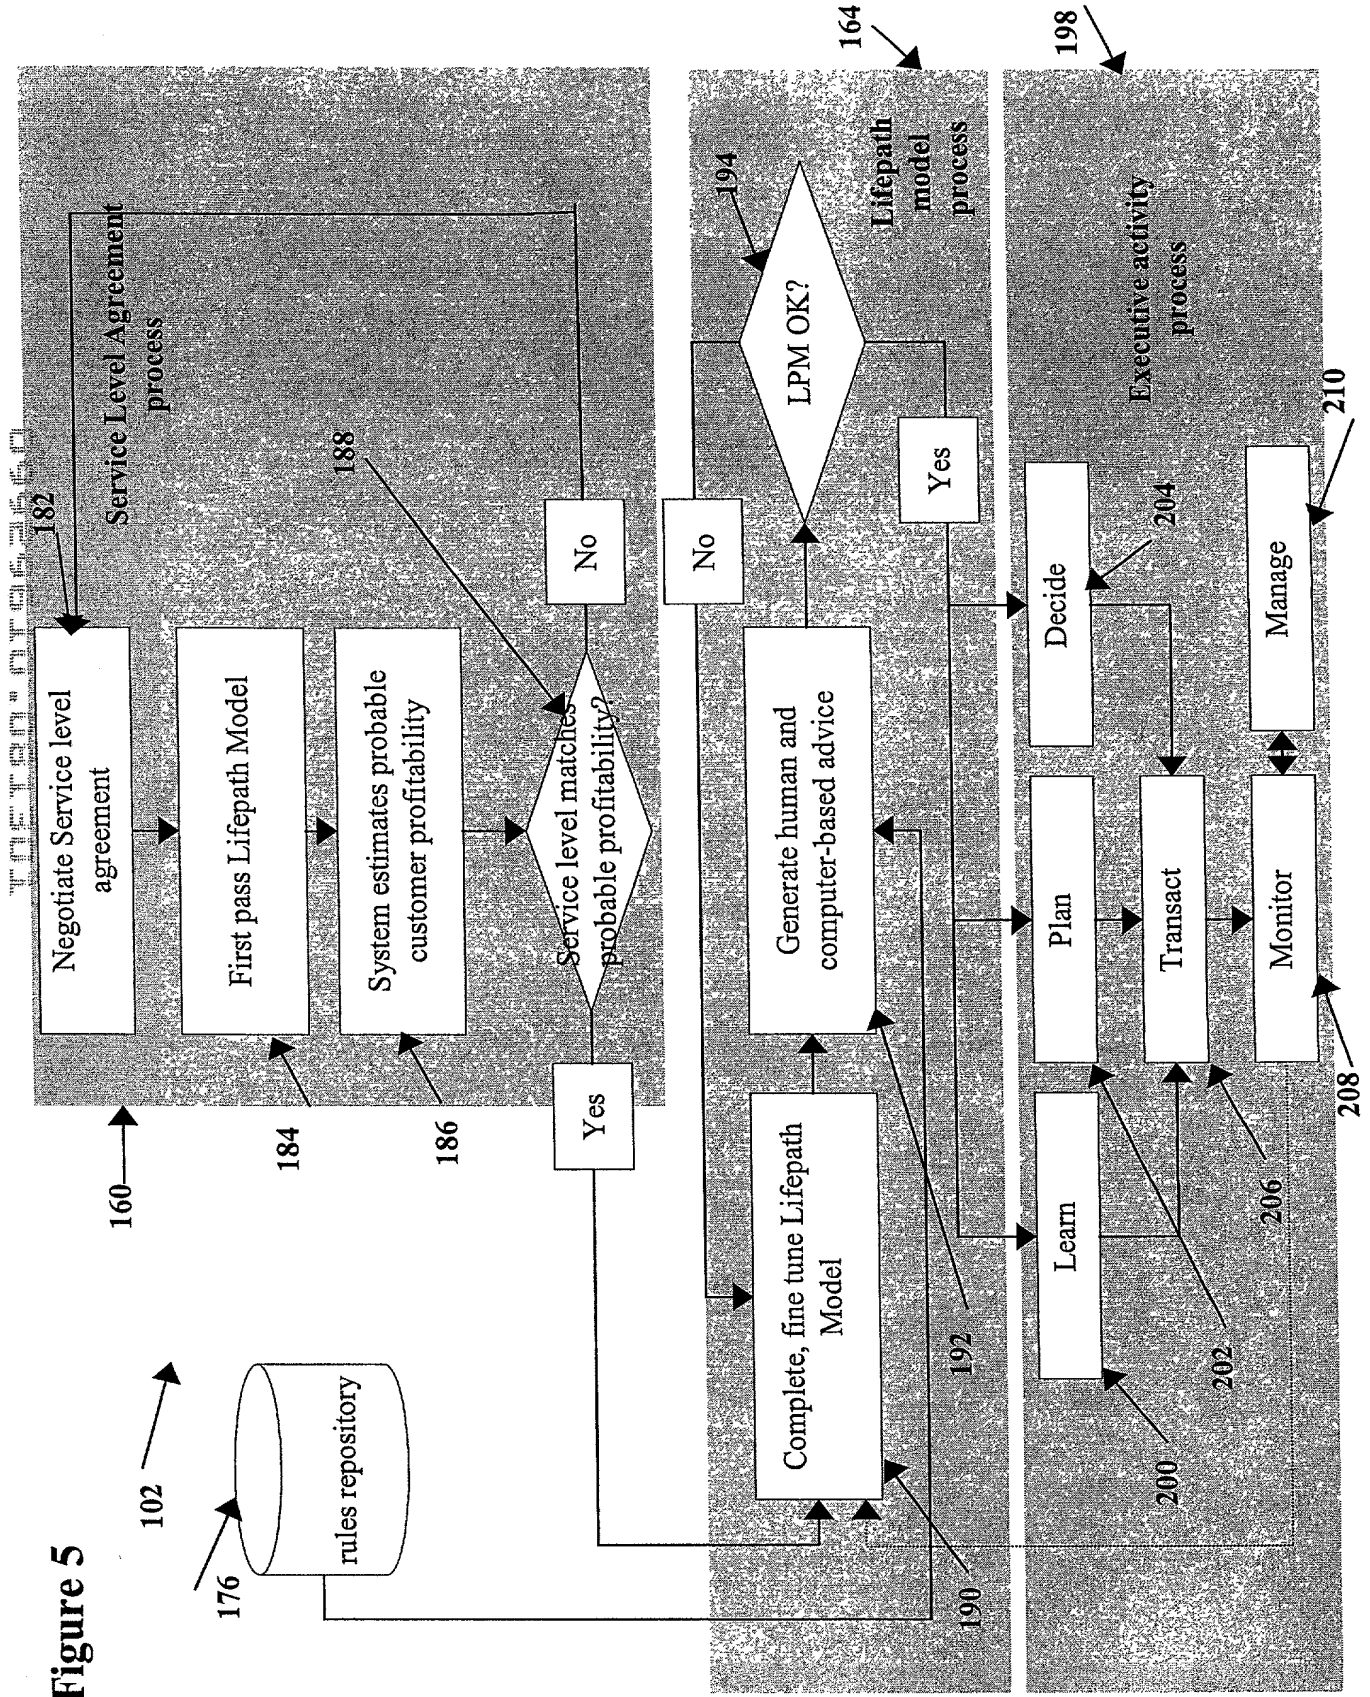 Figure 5
102
176
rules repository
160
182
Service Level Agreement
process
Negotiate Service level
agreement
184
First pass Lifepath Model
186
System estimates probable
customer profitability
188
Service level matches
probable profitability?
Yes
No
164
Lifepath
model
process
190
Complete, fine tune Lifepath
Model
192
Generate human and
computer-based advice
194
LPM OK?
No
Yes
198
Executive activity
process
200
Learn
202
Plan
204
Decide
206
Transact
208
Monitor
210
Manage